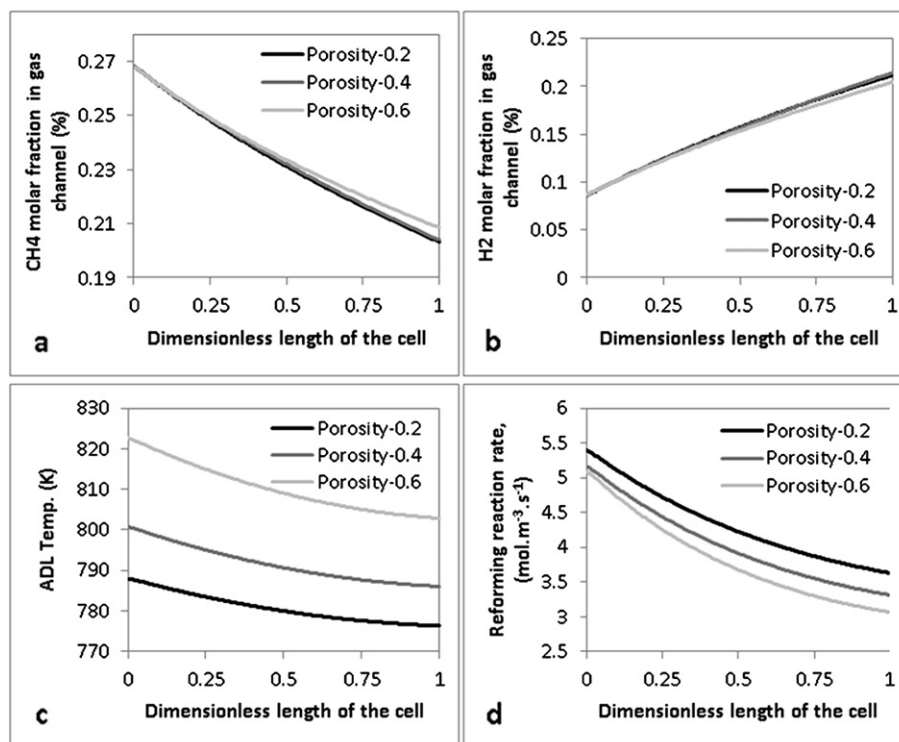 CH4 molar fraction in gas
channel (%)
0.27
0.25
0.23
0.21
0.19
Porosity-0.2
Porosity-0.4
Porosity-0.6
0 0.25 0.5 0.75 1
Dimensionless length of the cell
a
H2 molar fraction in gas
channel (%)
0.25
0.2
0.15
0.1
0.05
0
Porosity-0.2
Porosity-0.4
Porosity-0.6
0 0.25 0.5 0.75 1
Dimensionless length of the cell
b
ADL Temp. (K)
830
820
810
800
790
780
770
Porosity-0.2
Porosity-0.4
Porosity-0.6
0 0.25 0.5 0.75 1
Dimensionless length of the cell
c
Reforming reaction rate,
(mol.m⁻³.s⁻¹)
6
5.5
5
4.5
4
3.5
3
2.5
Porosity-0.2
Porosity-0.4
Porosity-0.6
0 0.25 0.5 0.75 1
Dimensionless length of the cell
d